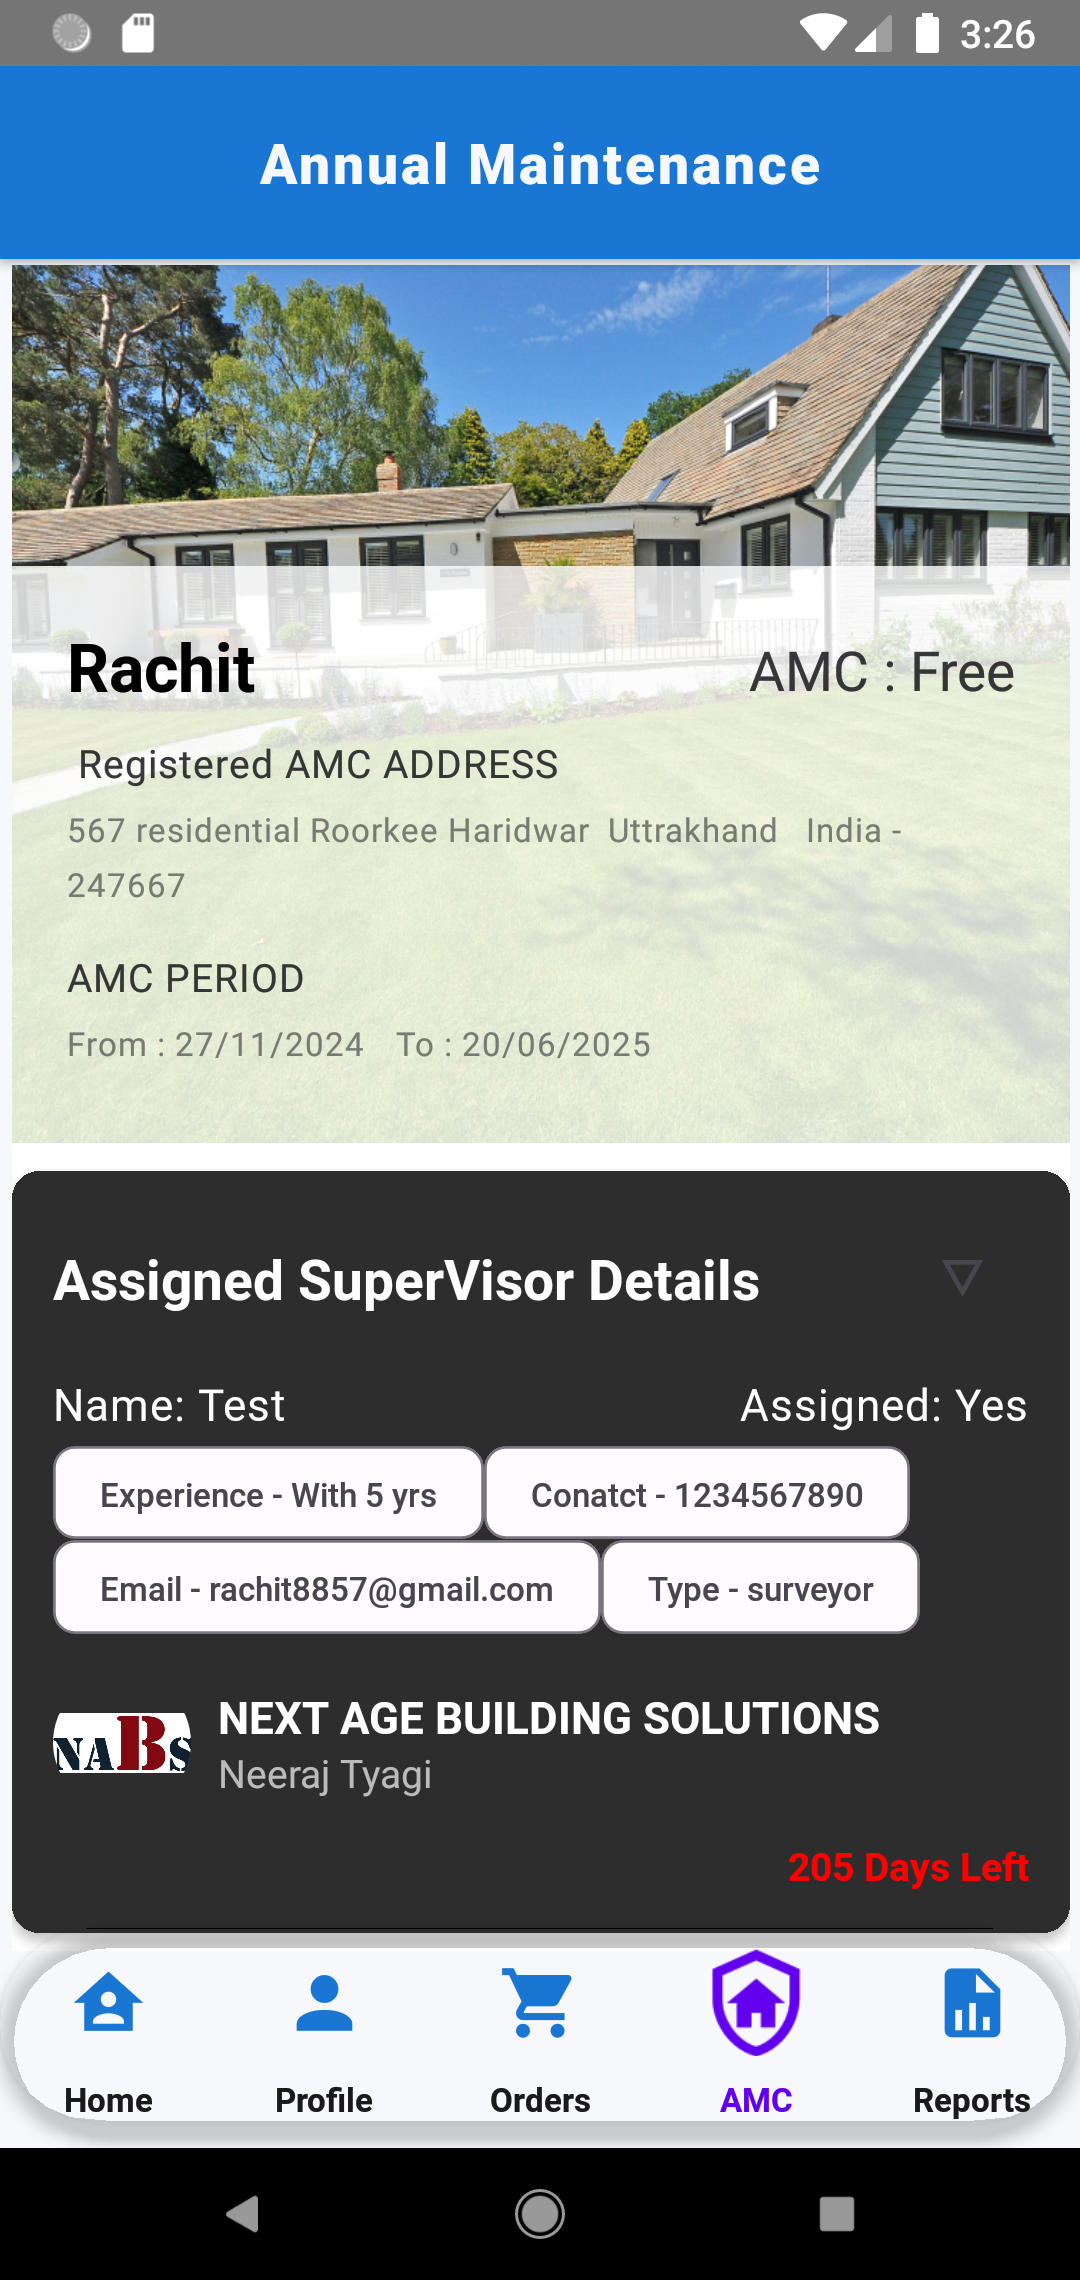 3:26
Annual Maintenance
Rachit
AMC : Free
Registered AMC ADDRESS
567 residential Roorkee Haridwar  Uttrakhand   India -
247667
AMC PERIOD
From : 27/11/2024   To : 20/06/2025
Assigned SuperVisor Details
Name: Test
Assigned: Yes
Experience - With 5 yrs
Conatct - 1234567890
Email - rachit8857@gmail.com
Type - surveyor
NABS
NEXT AGE BUILDING SOLUTIONS
Neeraj Tyagi
205 Days Left
Home
Profile
Orders
AMC
Reports